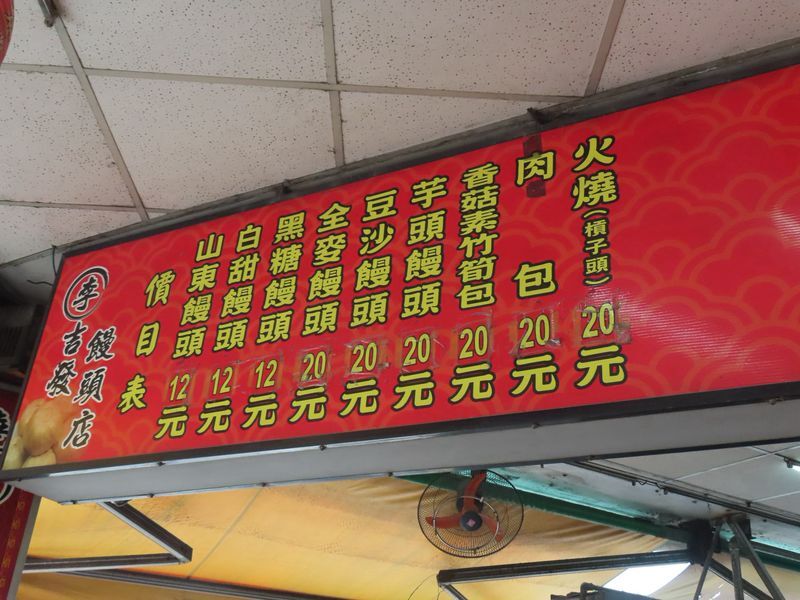 李
吉發
饅頭店
價目表
山東饅頭 12元
白甜饅頭 12元
黑糖饅頭 12元
全麥饅頭 20元
豆沙饅頭 20元
芋頭饅頭 20元
香菇素竹筍包 20元
肉包 20元
火燒(槓子頭) 20元